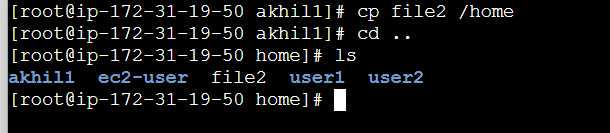 [root@ip-172-31-19-50 akhil1]# cp file2 /home
[root@ip-172-31-19-50 akhil1]# cd ..
[root@ip-172-31-19-50 home]# ls
akhil1  ec2-user  file2  user1  user2
[root@ip-172-31-19-50 home]#